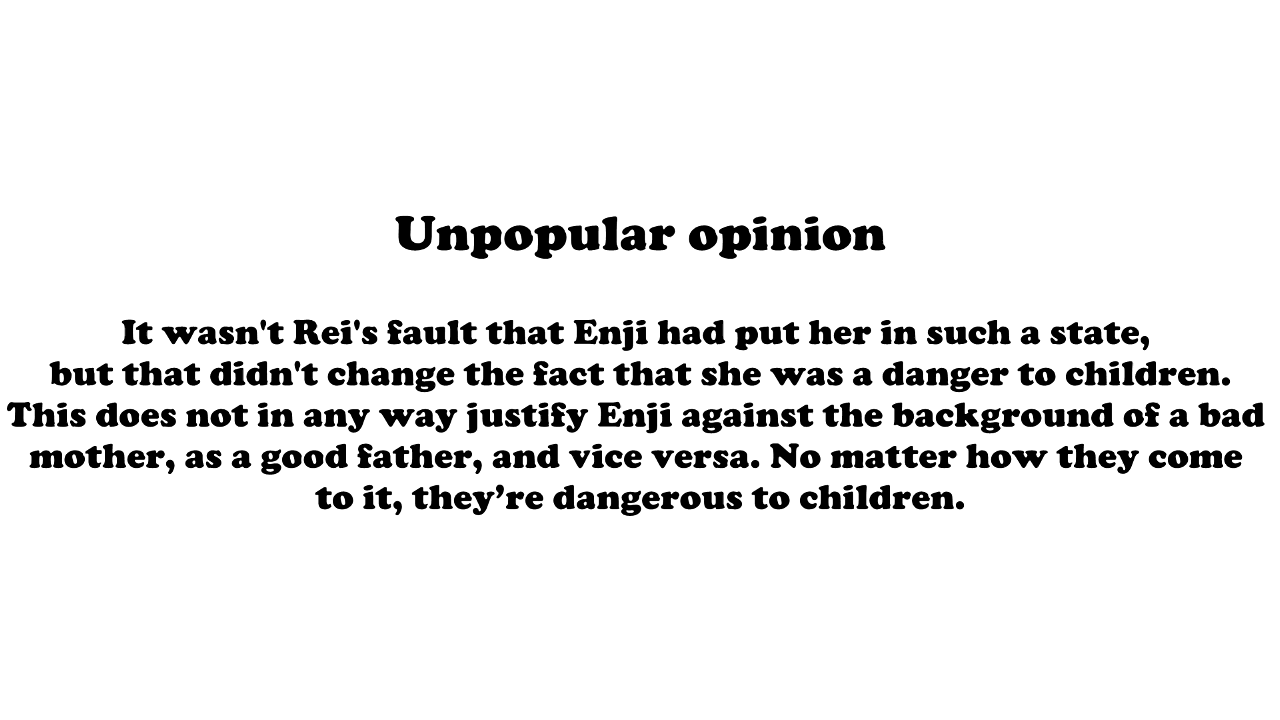 Unpopular opinion
It wasn't Rei's fault that Enji had put her in such a state,
but that didn't change the fact that she was a danger to children.
This does not in any way justify Enji against the background of a bad
mother, as a good father, and vice versa. No matter how they come
to it, they’re dangerous to children.